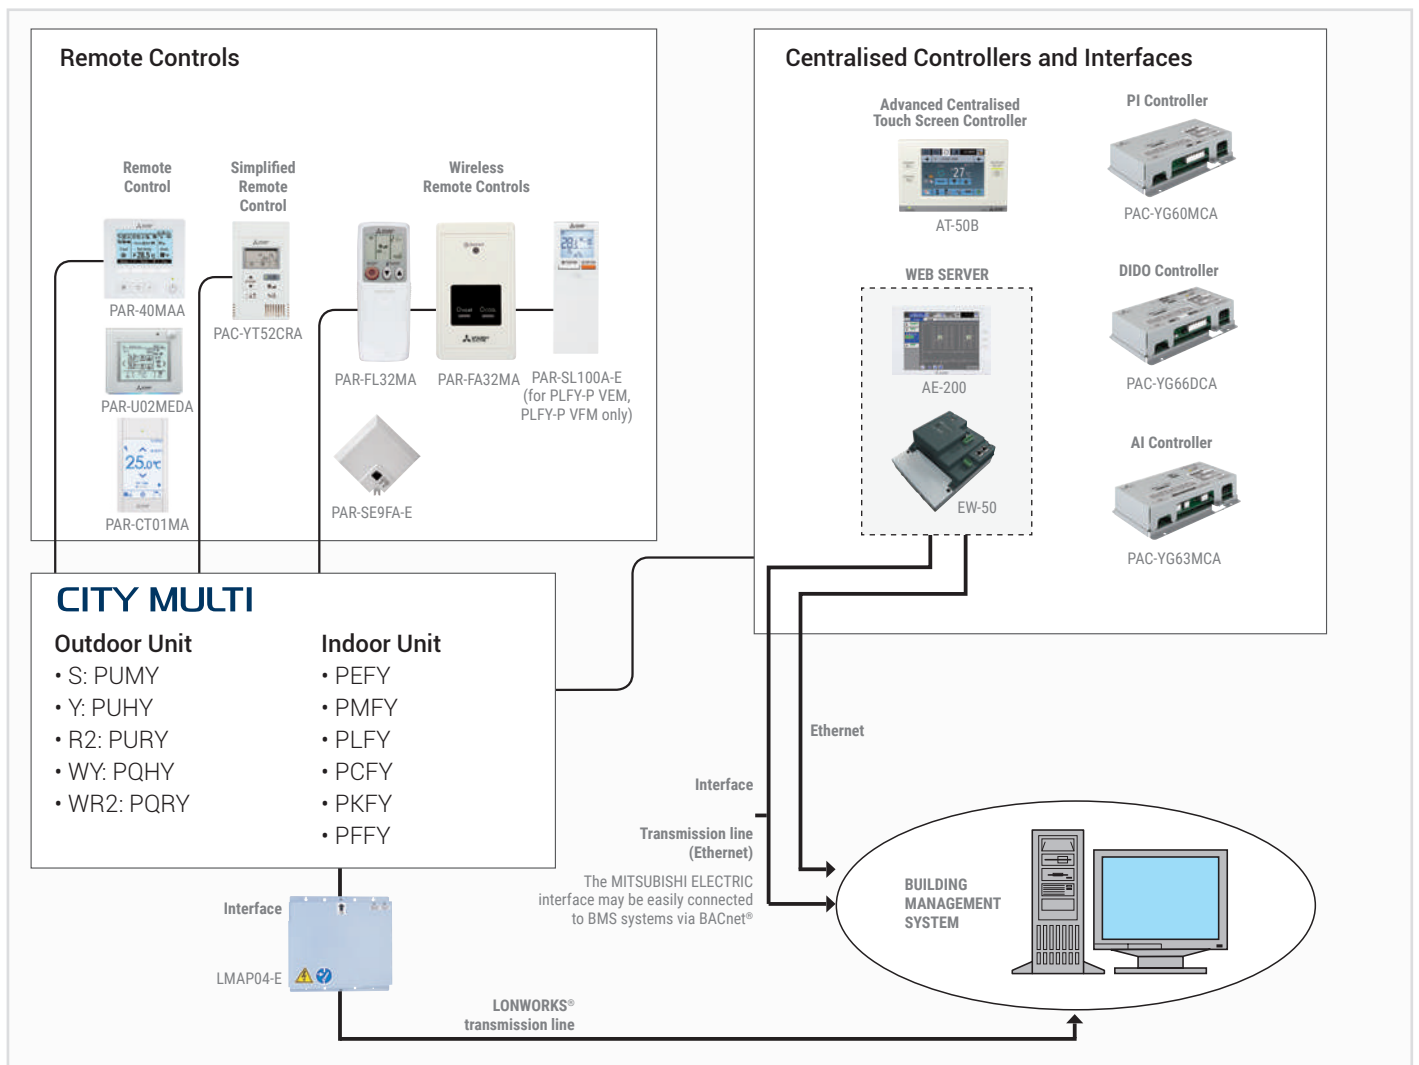 Remote Controls
Remote
Control
PAR-40MAA
PAR-U02MEDA
25.0°C
PAR-CT01MA
Simplified
Remote
Control
PAC-YT52CRA
Wireless
Remote Controls
PAR-FL32MA
PAR-FA32MA
PAR-SL100A-E
(for PLFY-P VEM,
PLFY-P VFM only)
PAR-SE9FA-E
Centralised Controllers and Interfaces
Advanced Centralised
Touch Screen Controller
AT-50B
WEB SERVER
AE-200
EW-50
PI Controller
PAC-YG60MCA
DIDO Controller
PAC-YG66DCA
AI Controller
PAC-YG63MCA
CITY MULTI
Outdoor Unit
• S: PUMY
• Y: PUHY
• R2: PURY
• WY: PQHY
• WR2: PQRY
Indoor Unit
• PEFY
• PMFY
• PLFY
• PCFY
• PKFY
• PFFY
Ethernet
Interface
Transmission line
(Ethernet)
The MITSUBISHI ELECTRIC
interface may be easily connected
to BMS systems via BACnet®
BUILDING
MANAGEMENT
SYSTEM
Interface
LMAP04-E
LONWORKS®
transmission line